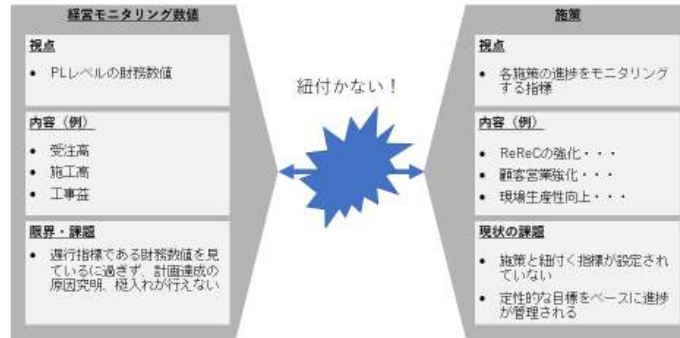 経営モニタリング数値
視点
• PLレベルの財務数値
内容（例）
• 受注高
• 施工高
• 工事益
限界・課題
• 遅行指標である財務数値を見
ているに過ぎず、計画達成の
原因究明、梃入れが行えない
紐付かない！
施策
視点
• 各施策の進捗をモニタリング
する指標
内容（例）
• ReReCの強化・・・
• 顧客営業強化・・・
• 現場生産性向上・・・
現状の課題
• 施策と紐付く指標が設定され
ていない
• 定性的な目標をベースに進捗
が管理される